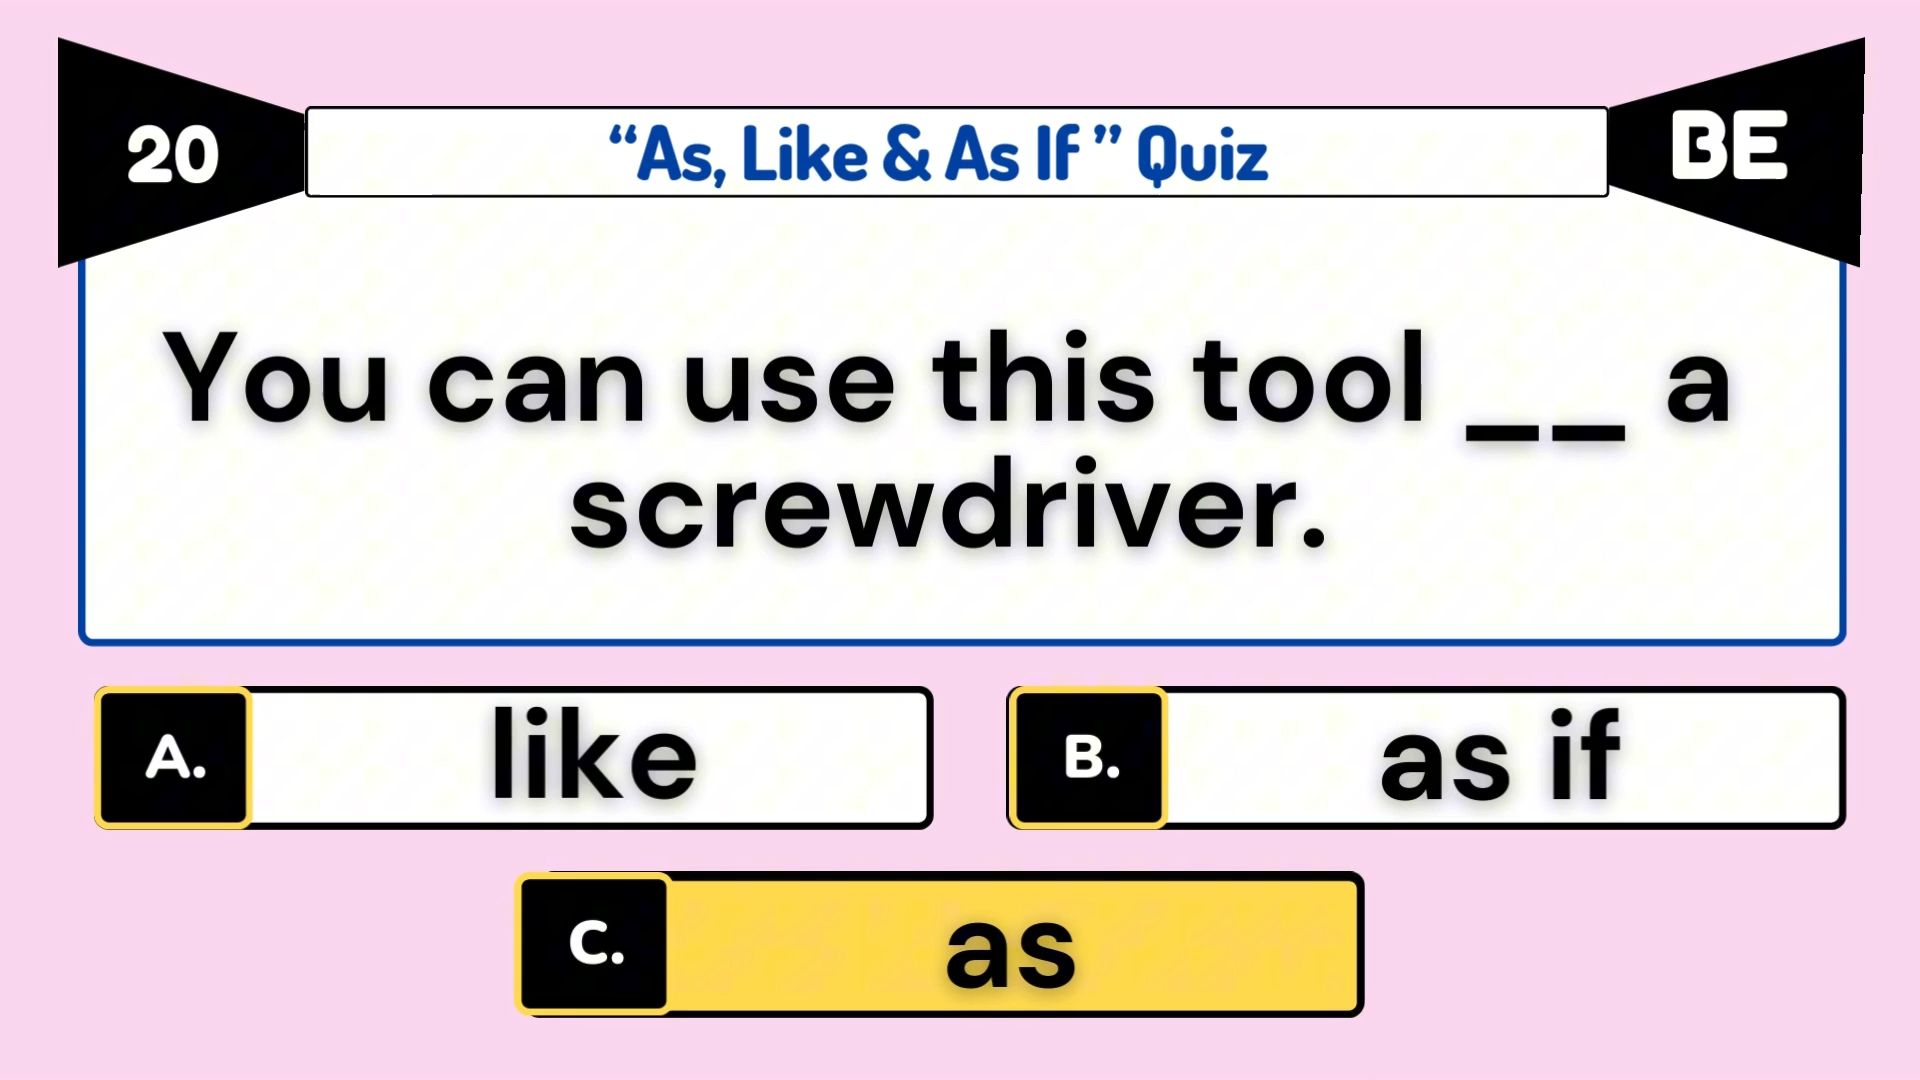 20
“As, Like & As If ” Quiz
BE
You can use this tool __ a
screwdriver.
A. like
B. as if
C. as